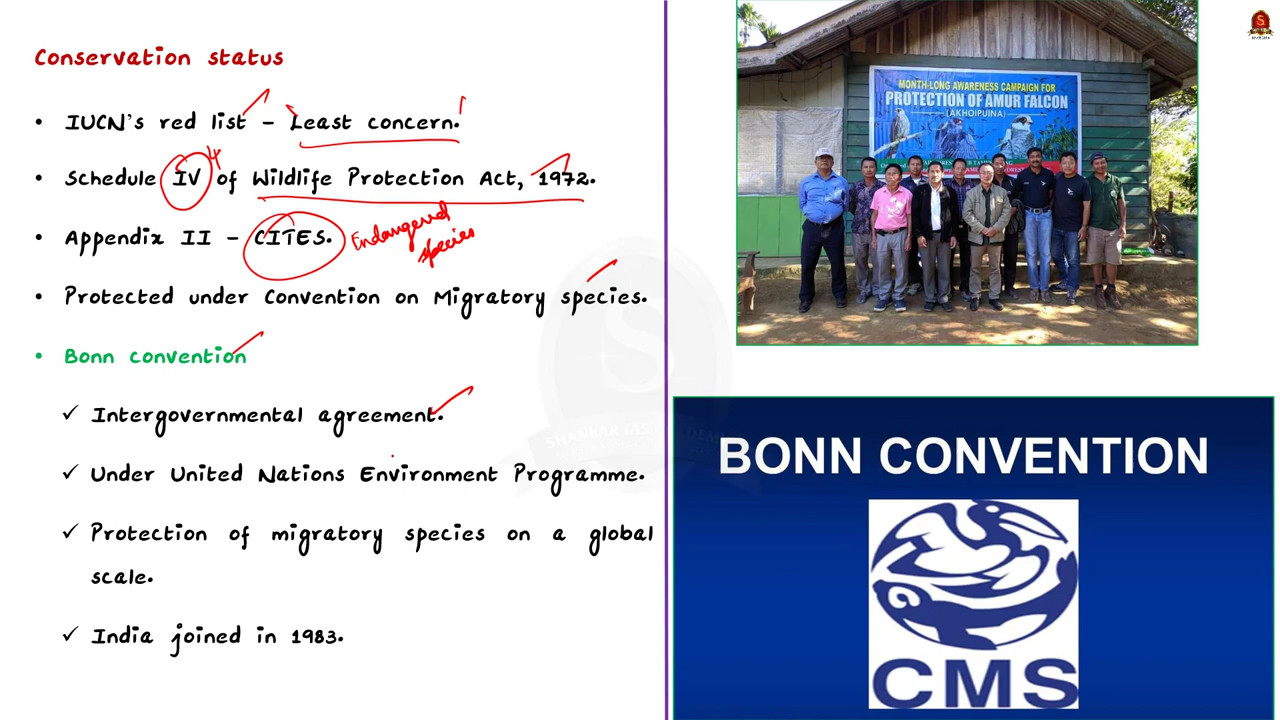 Conservation status
• IUCN's red list – Least concern.
• Schedule IV of Wildlife Protection Act, 1972.
4
• Appendix II – CITES.
Endangered
species
• Protected under Convention on Migratory species.
• Bonn convention
✓ Intergovernmental agreement.
✓ Under United Nations Environment Programme.
✓ Protection of migratory species on a global
scale.
✓ India joined in 1983.
MONTH-LONG AWARENESS CAMPAIGN FOR
PROTECTION OF AMUR FALCON
(AKHOIPUINA)
BONN CONVENTION
CMS
SHANKAR IAS